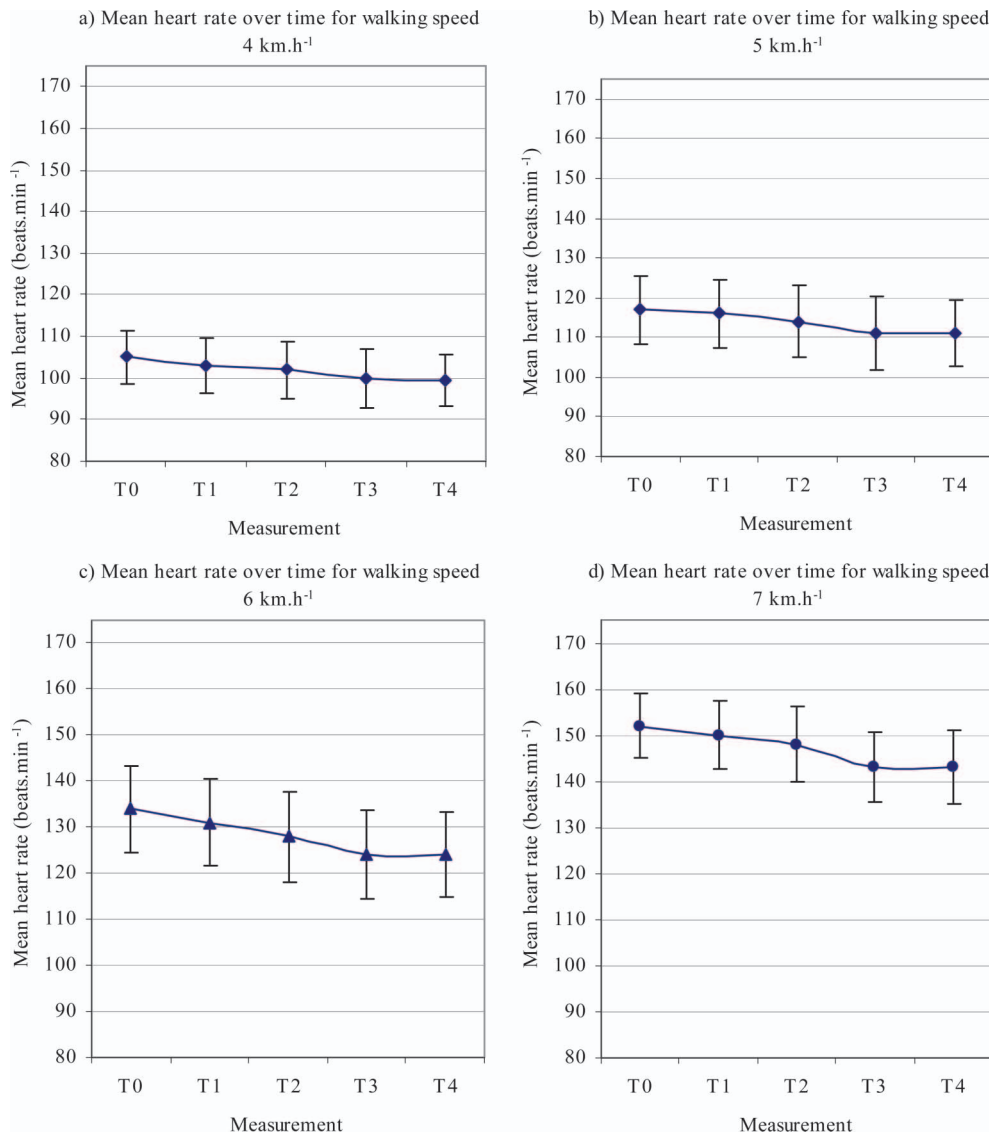 a) Mean heart rate over time for walking speed
4 km.h-1
Mean heart rate (beats.min -1)
170
160
150
140
130
120
110
100
90
80
T0 T1 T2 T3 T4
Measurement
b) Mean heart rate over time for walking speed
5 km.h-1
Mean heart rate (beats.min -1)
170
160
150
140
130
120
110
100
90
80
T0 T1 T2 T3 T4
Measurement
c) Mean heart rate over time for walking speed
6 km.h-1
Mean heart rate (beats.min -1)
170
160
150
140
130
120
110
100
90
80
T0 T1 T2 T3 T4
Measurement
d) Mean heart rate over time for walking speed
7 km.h-1
Mean heart rate (beats.min -1)
170
160
150
140
130
120
110
100
90
80
T0 T1 T2 T3 T4
Measurement